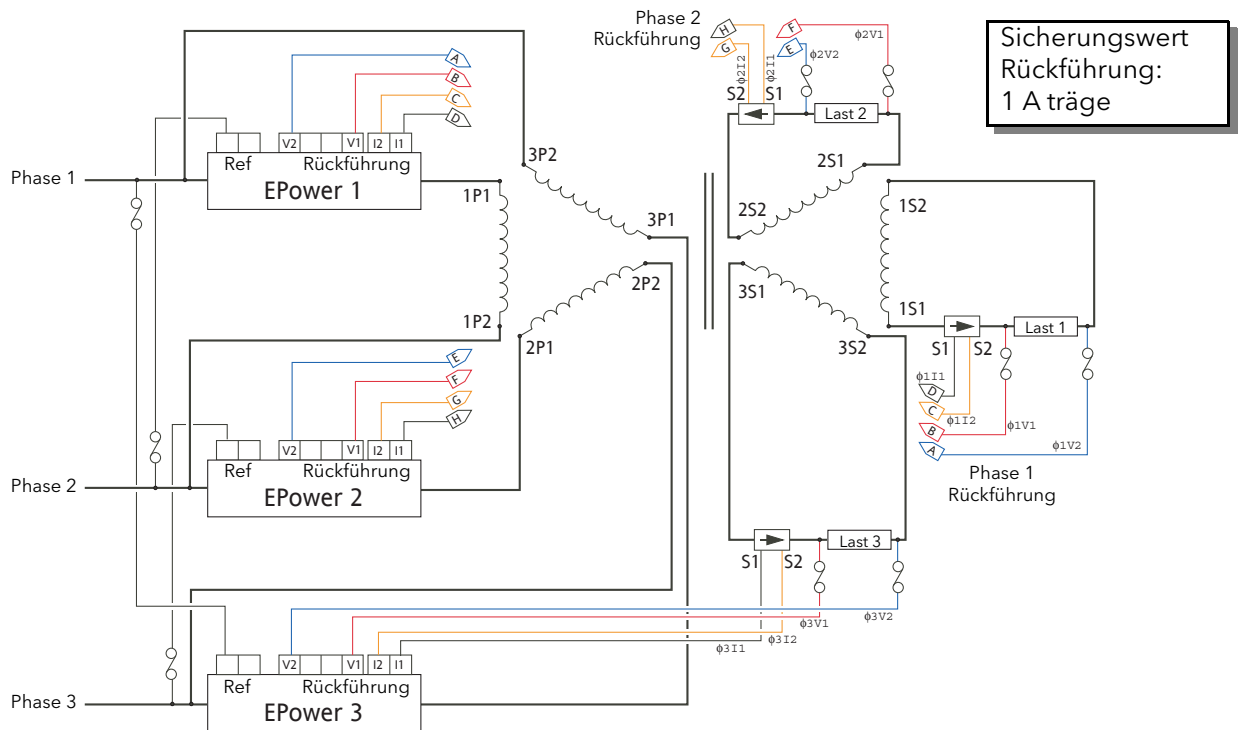 Phase 2
Rückführung
H
G
F
E
ϕ2V1
ϕ2V2
ϕ2I2
ϕ2I1
S2 S1
Last 2
Sicherungswert
Rückführung:
1 A träge
A
B
C
D
V2 V1 I2 I1
Ref Rückführung
EPower 1
Phase 1
3P2
1P1
3P1
2P2
1P2
2P1
2S1
2S2
1S2
3S1
1S1
3S2
Last 1
S1 S2
ϕ1I1
D
C
ϕ1I2
B
ϕ1V1
A
ϕ1V2
Phase 1
Rückführung
E
F
G
H
V2 V1 I2 I1
Ref Rückführung
EPower 2
Phase 2
Last 3
S1 S2
ϕ3V2
ϕ3V1
ϕ3I2
ϕ3I1
V2 V1 I2 I1
Ref Rückführung
EPower 3
Phase 3